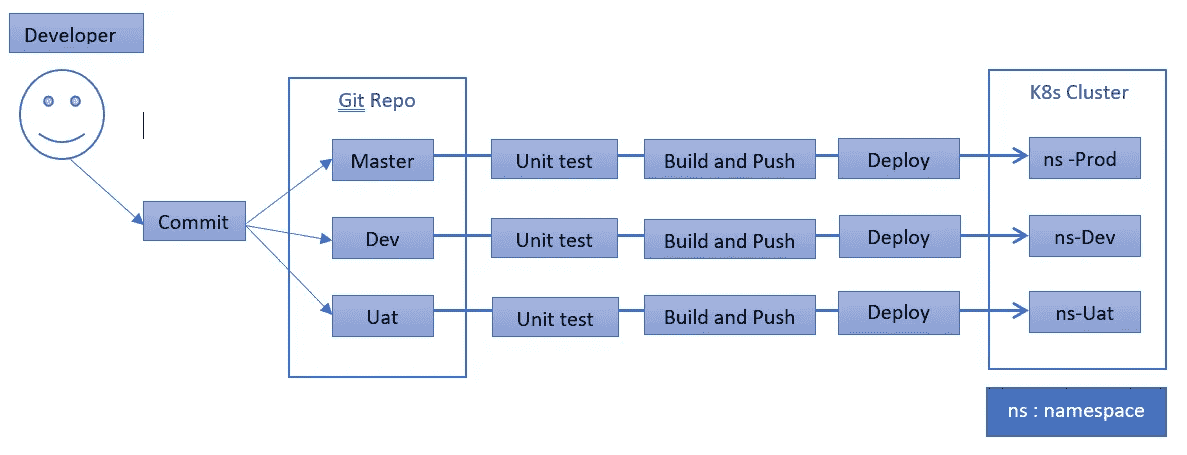 Developer
Git Repo
K8s Cluster
Master
Unit test
Build and Push
Deploy
ns -Prod
Commit
Dev
Unit test
Build and Push
Deploy
ns-Dev
Uat
Unit test
Build and Push
Deploy
ns-Uat
ns : namespace